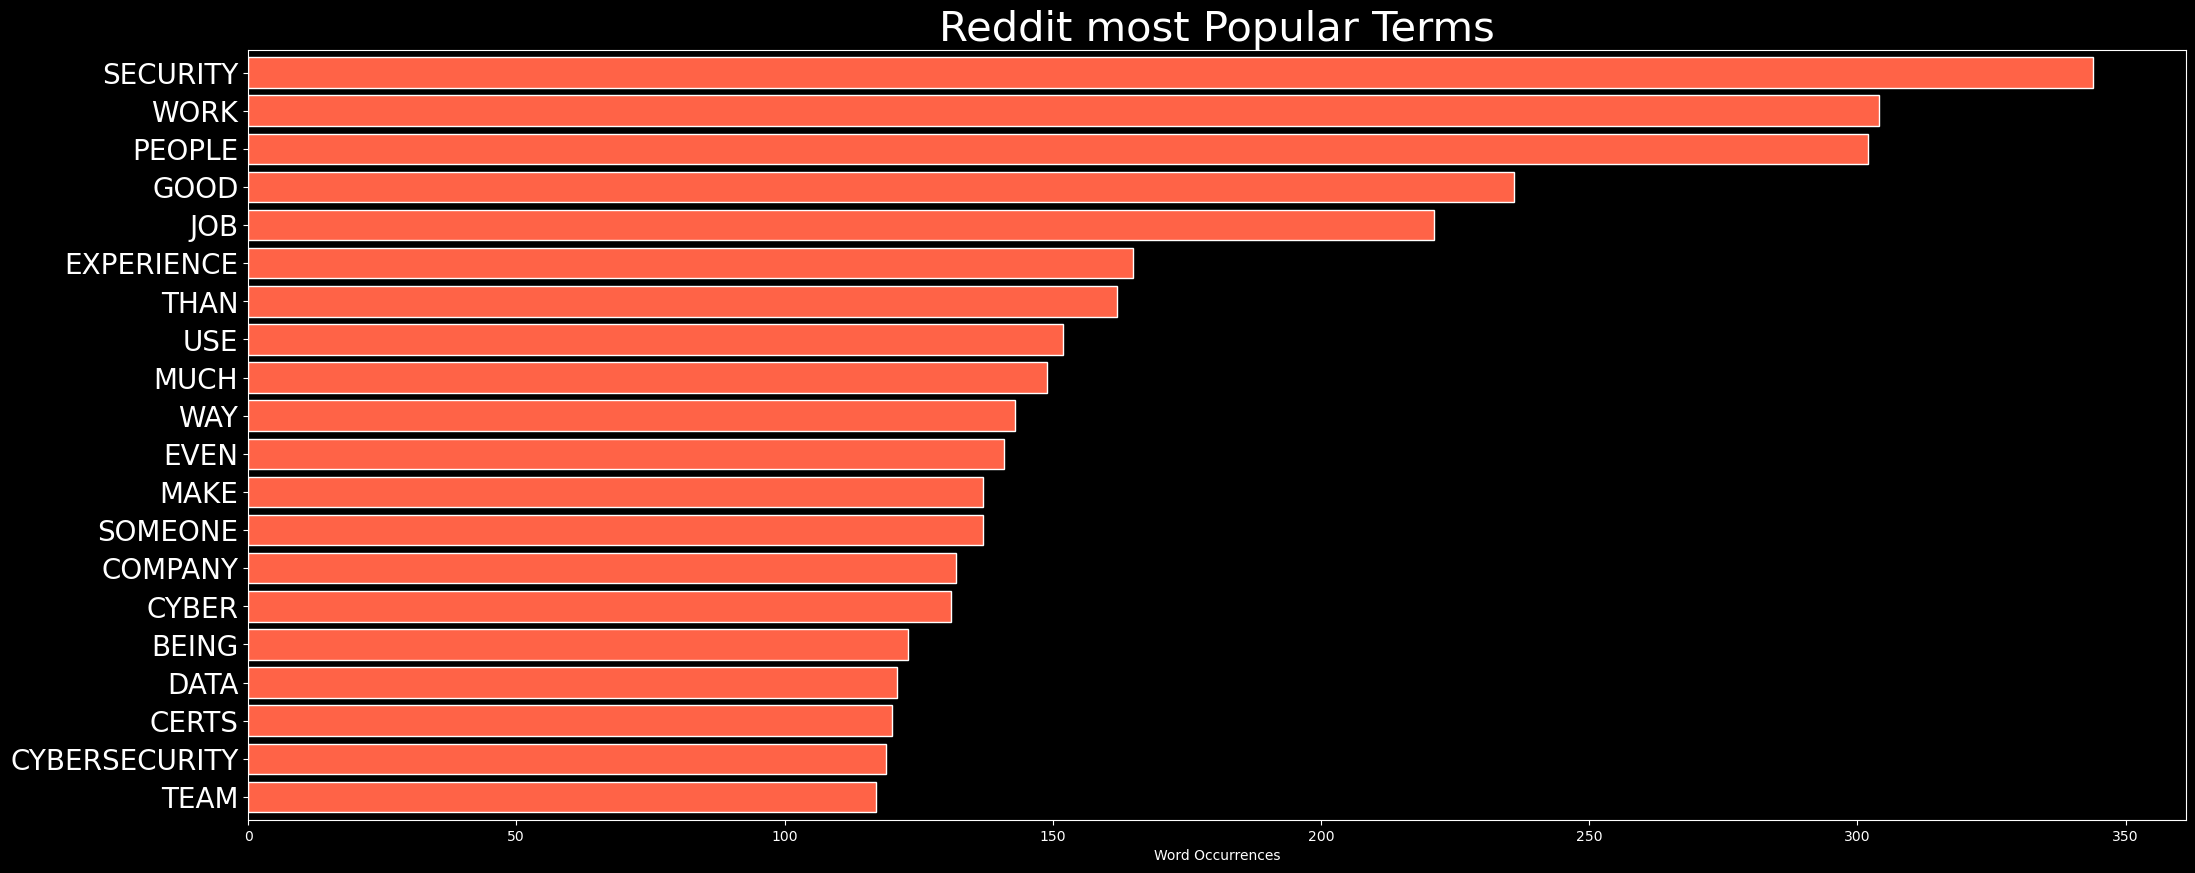 Reddit most Popular Terms
SECURITY
WORK
PEOPLE
GOOD
JOB
EXPERIENCE
THAN
USE
MUCH
WAY
EVEN
MAKE
SOMEONE
COMPANY
CYBER
BEING
DATA
CERTS
CYBERSECURITY
TEAM
0 50 100 150 200 250 300 350
Word Occurrences